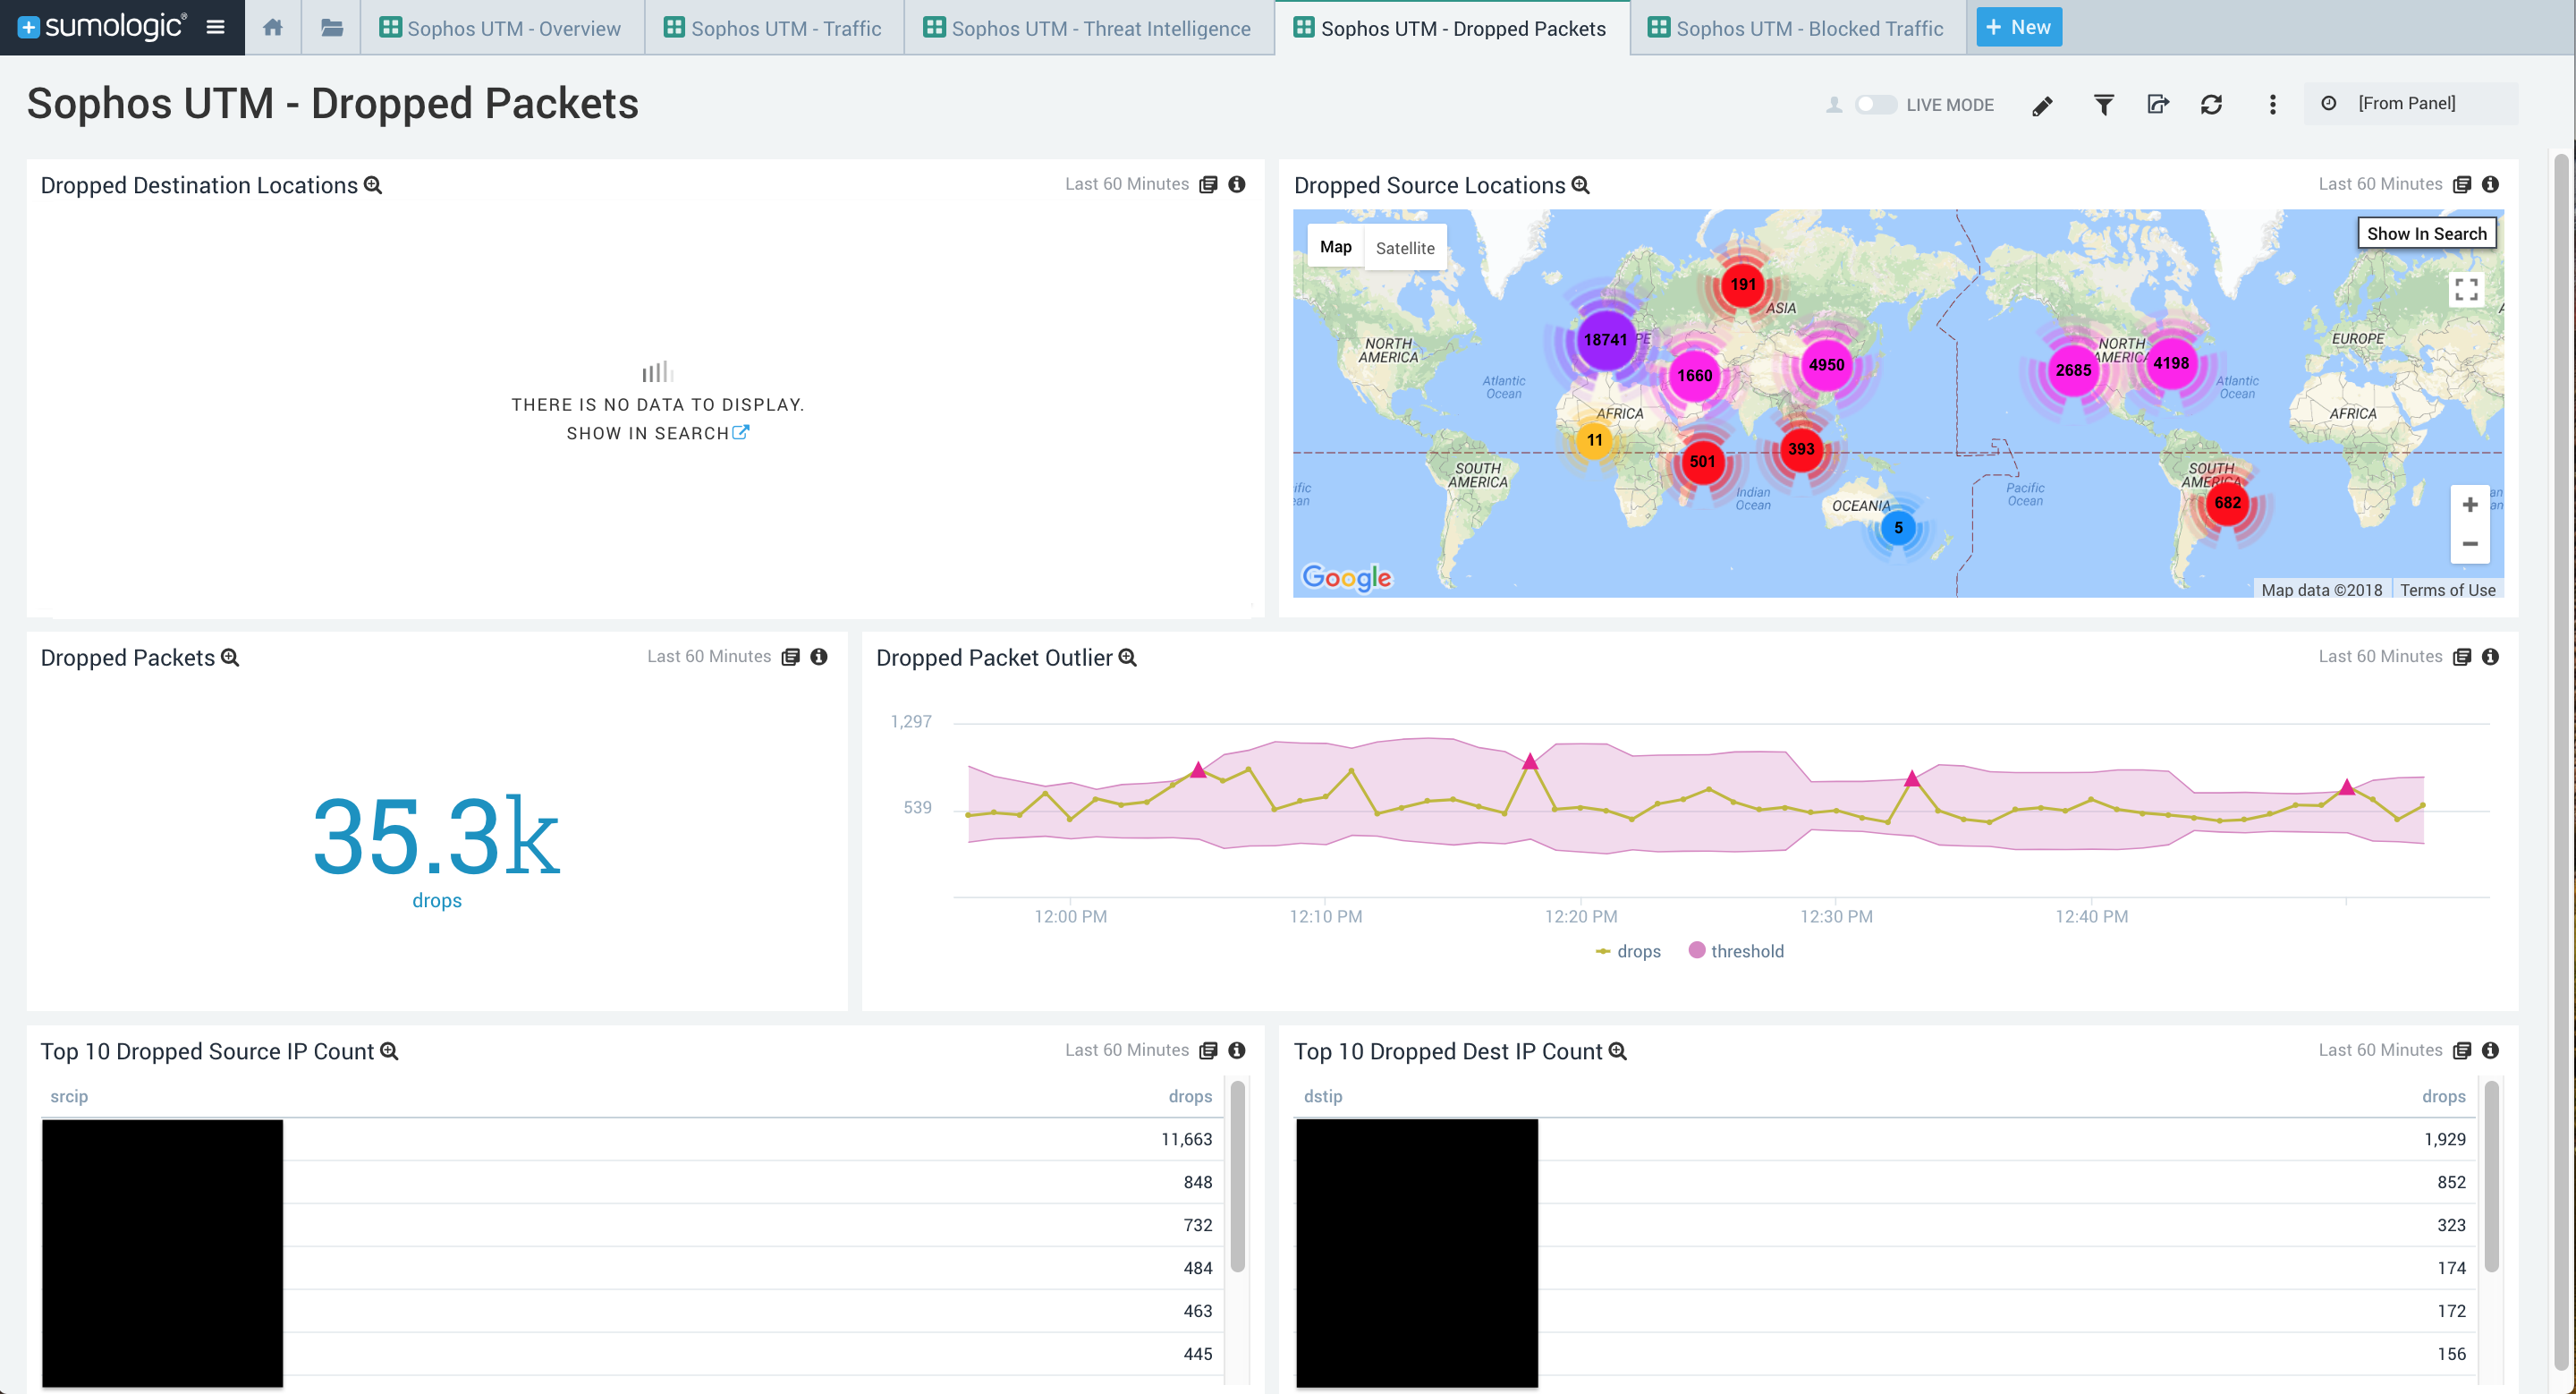 sumologic
Sophos UTM - Overview
Sophos UTM - Traffic
Sophos UTM - Threat Intelligence
Sophos UTM - Dropped Packets
Sophos UTM - Blocked Traffic
+ New
Sophos UTM - Dropped Packets
LIVE MODE
[From Panel]
Dropped Destination Locations
Last 60 Minutes
THERE IS NO DATA TO DISPLAY.
SHOW IN SEARCH
Dropped Source Locations
Last 60 Minutes
Map
Satellite
Show In Search
191
ASIA
18741
1660
4950
NORTH
AMERICA
Atlantic
Ocean
AFRICA
11
501
393
SOUTH
AMERICA
Indian
Ocean
OCEANIA
5
Pacific
Ocean
NORTH
AMERICA
2685
4198
Atlantic
Ocean
EUROPE
AFRICA
SOUTH
AMERICA
682
Google
Map data ©2018
Terms of Use
Dropped Packets
Last 60 Minutes
35.3k
drops
Dropped Packet Outlier
Last 60 Minutes
1,297
539
12:00 PM
12:10 PM
12:20 PM
12:30 PM
12:40 PM
drops
threshold
Top 10 Dropped Source IP Count
Last 60 Minutes
srcip
drops
11,663
848
732
484
463
445
Top 10 Dropped Dest IP Count
Last 60 Minutes
dstip
drops
1,929
852
323
174
172
156